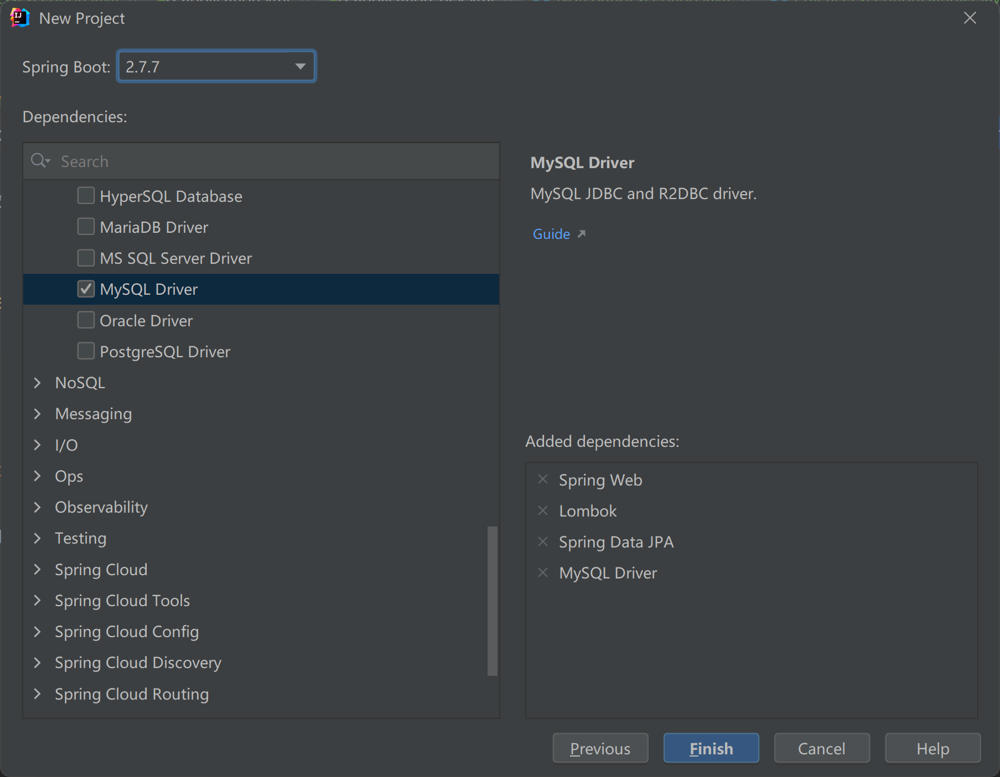 New Project
Spring Boot: 2.7.7
Dependencies:
Search
HyperSQL Database
MariaDB Driver
MS SQL Server Driver
MySQL Driver
Oracle Driver
PostgreSQL Driver
NoSQL
Messaging
I/O
Ops
Observability
Testing
Spring Cloud
Spring Cloud Tools
Spring Cloud Config
Spring Cloud Discovery
Spring Cloud Routing
MySQL Driver
MySQL JDBC and R2DBC driver.
Guide
Added dependencies:
Spring Web
Lombok
Spring Data JPA
MySQL Driver
Previous
Finish
Cancel
Help